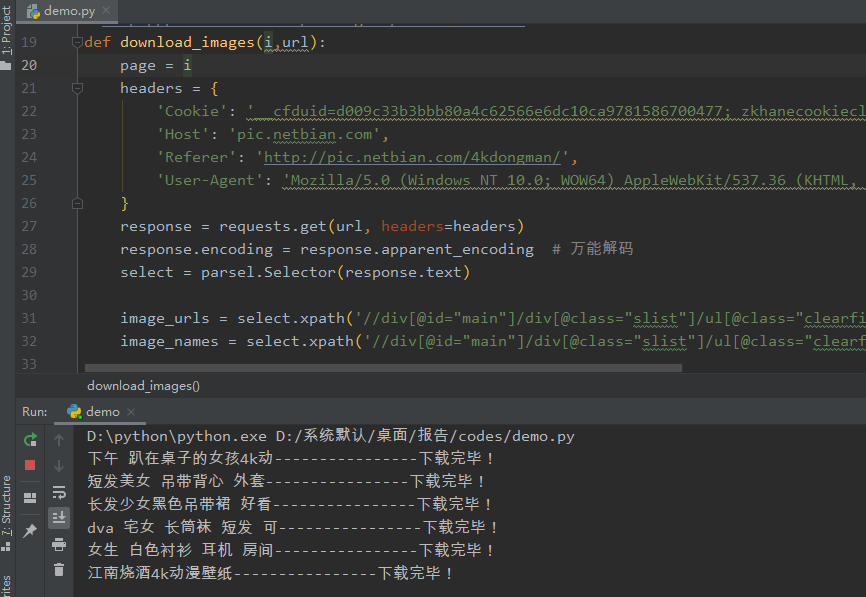 1: Project
demo.py
19 def download_images(i,url):
20 page = i
21 headers = {
22 'Cookie': '__cfduid=d009c33b3bbb80a4c62566e6dc10ca9781586700477; zkhanecookiecl
23 'Host': 'pic.netbian.com',
24 'Referer': 'http://pic.netbian.com/4kdongman/',
25 'User-Agent': 'Mozilla/5.0 (Windows NT 10.0; WOW64) AppleWebKit/537.36 (KHTML,
26 }
27 response = requests.get(url, headers=headers)
28 response.encoding = response.apparent_encoding # 万能解码
29 select = parsel.Selector(response.text)
30
31 image_urls = select.xpath('//div[@id="main"]/div[@class="slist"]/ul[@class="clearfi
32 image_names = select.xpath('//div[@id="main"]/div[@class="slist"]/ul[@class="clearf
33
download_images()
Run: demo
D:\python\python.exe D:/系统默认/桌面/报告/codes/demo.py
下午 趴在桌子的女孩4k动----------------下载完毕！
短发美女 吊带背心 外套----------------下载完毕！
长发少女黑色吊带裙 好看----------------下载完毕！
dva 宅女 长筒袜 短发 可----------------下载完毕！
女生 白色衬衫 耳机 房间----------------下载完毕！
江南烧酒4k动漫壁纸----------------下载完毕！
7: Structure
rites